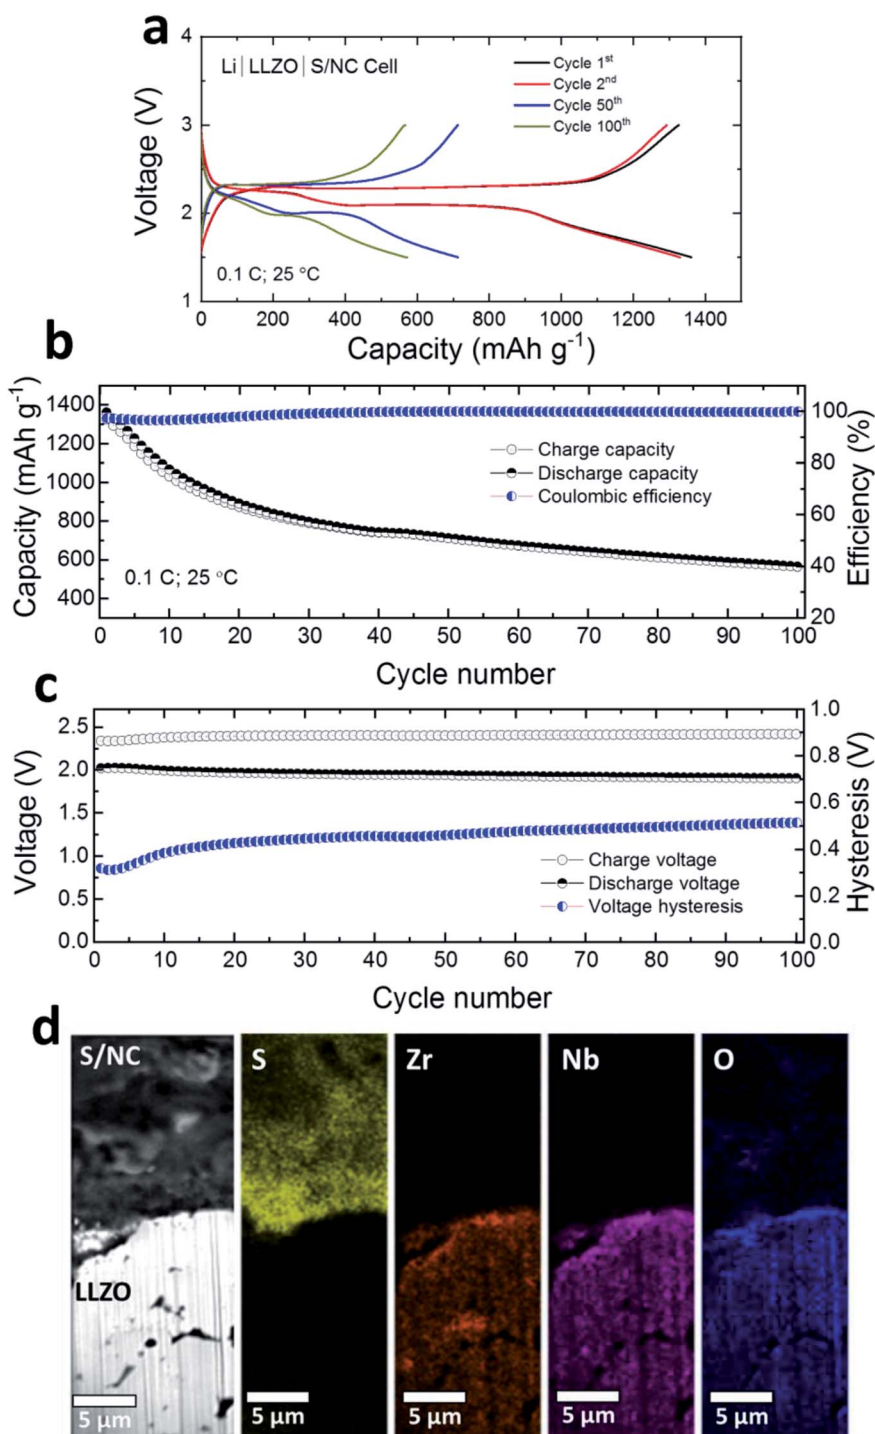 a
Li | LLZO | S/NC Cell
Cycle 1st
Cycle 2nd
Cycle 50th
Cycle 100th
0.1 C; 25 °C
Voltage (V)
4
3
2
1
0 200 400 600 800 1000 1200 1400
Capacity (mAh g-1)
b
Capacity (mAh g-1)
1400
1200
1000
800
600
400
Charge capacity
Discharge capacity
Coulombic efficiency
0.1 C; 25 °C
Efficiency (%)
100
80
60
40
20
0 10 20 30 40 50 60 70 80 90 100
Cycle number
c
Voltage (V)
2.5
2.0
1.5
1.0
0.5
0.0
Charge voltage
Discharge voltage
Voltage hysteresis
Hysteresis (V)
1.0
0.8
0.6
0.4
0.2
0.0
0 10 20 30 40 50 60 70 80 90 100
Cycle number
d
S/NC S Zr Nb O
LLZO
5 μm 5 μm 5 μm 5 μm 5 μm